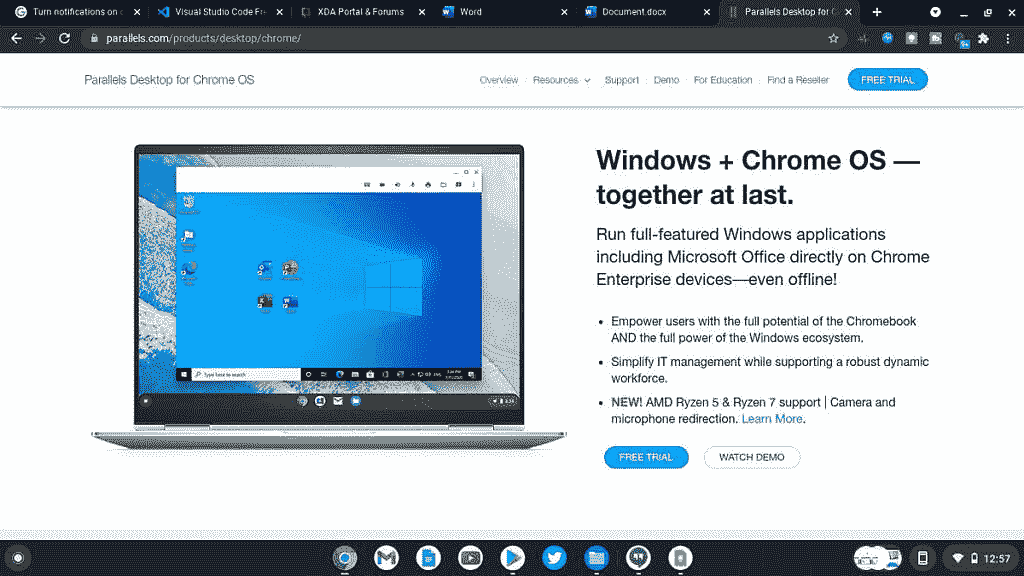 Turn notifications on o
Visual Studio Code Fr
XDA Portal & Forums
Word
Document.docx
Parallels Desktop for C
parallels.com/products/desktop/chrome/
Parallels Desktop for Chrome OS
Overview
Resources
Support
Demo
For Education
Find a Reseller
FREE TRIAL
Windows + Chrome OS —
together at last.
Run full-featured Windows applications
including Microsoft Office directly on Chrome
Enterprise devices—even offline!
• Empower users with the full potential of the Chromebook
AND the full power of the Windows ecosystem.
• Simplify IT management while supporting a robust dynamic
workforce.
• NEW! AMD Ryzen 5 & Ryzen 7 support | Camera and
microphone redirection. Learn More.
FREE TRIAL
WATCH DEMO
Type here to search
12:57